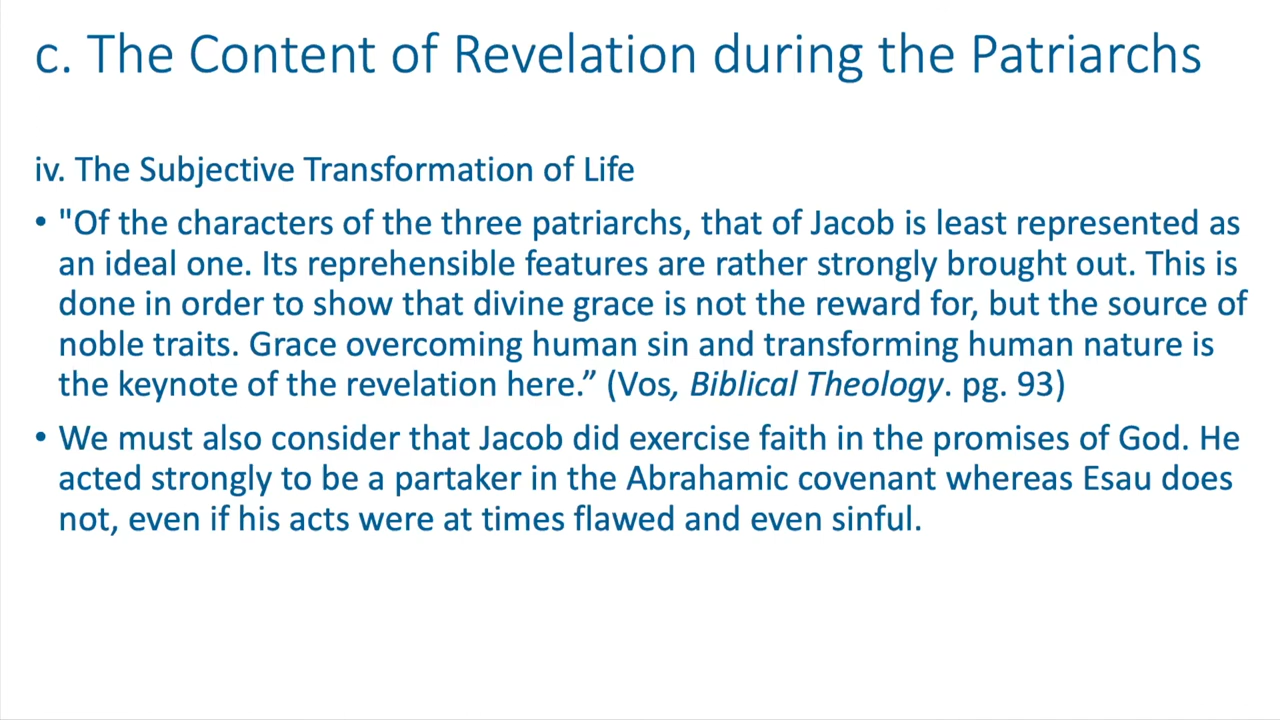 c. The Content of Revelation during the Patriarchs
iv. The Subjective Transformation of Life
• "Of the characters of the three patriarchs, that of Jacob is least represented as
an ideal one. Its reprehensible features are rather strongly brought out. This is
done in order to show that divine grace is not the reward for, but the source of
noble traits. Grace overcoming human sin and transforming human nature is
the keynote of the revelation here.” (Vos, Biblical Theology. pg. 93)
• We must also consider that Jacob did exercise faith in the promises of God. He
acted strongly to be a partaker in the Abrahamic covenant whereas Esau does
not, even if his acts were at times flawed and even sinful.